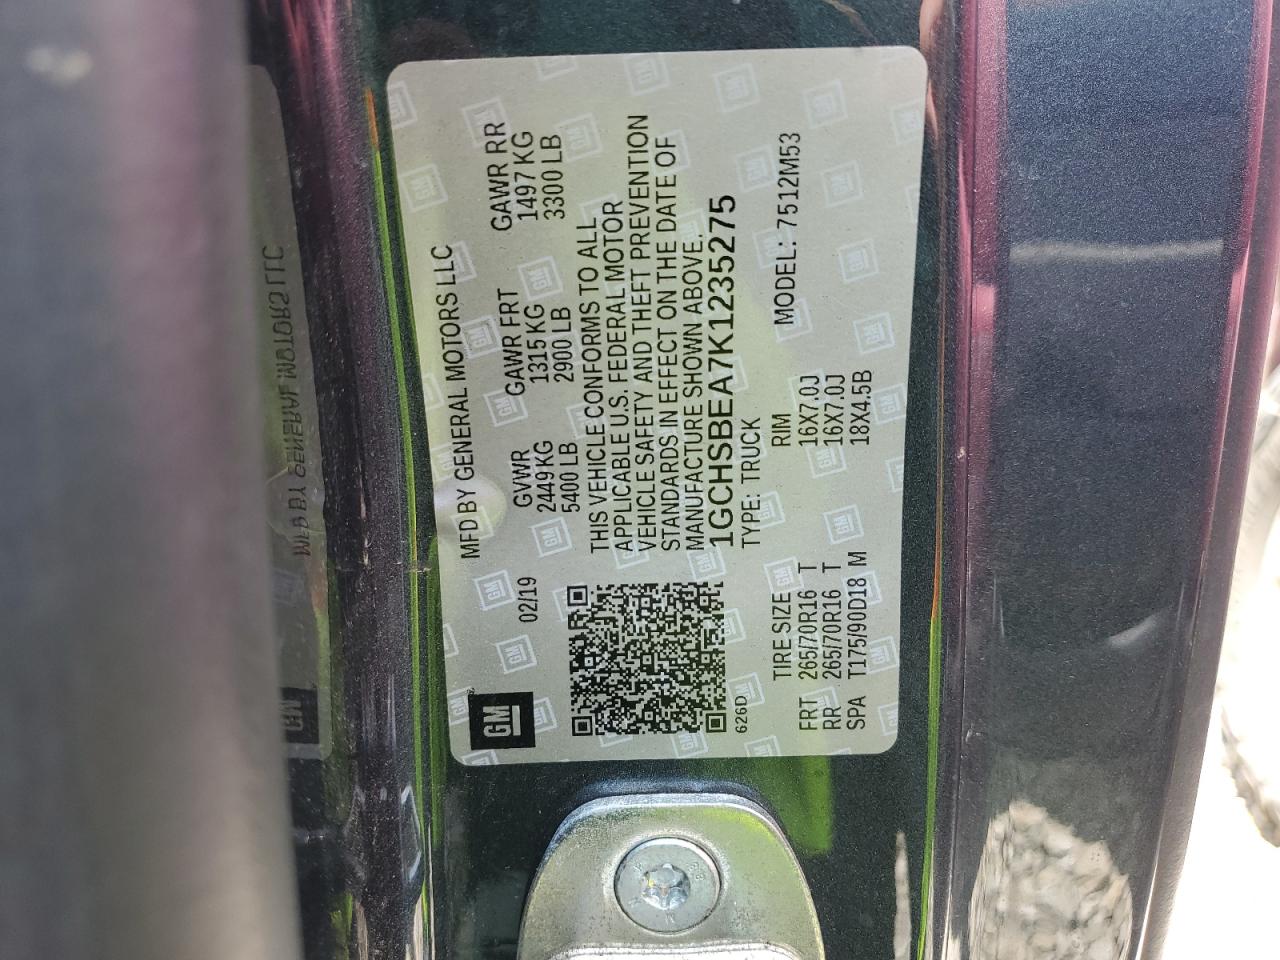 GM
MFD BY GENERAL MOTORS LLC
02/19
GVWR GAWR FRT GAWR RR
2449KG 1315KG 1497KG
5400 LB 2900 LB 3300 LB
THIS VEHICLE CONFORMS TO ALL
APPLICABLE U.S. FEDERAL MOTOR
VEHICLE SAFETY AND THEFT PREVENTION
STANDARDS IN EFFECT ON THE DATE OF
MANUFACTURE SHOWN ABOVE.
1GCHSBEA7K1235275
626D TYPE: TRUCK
TIRE SIZE RIM MODEL: 7512M53
FRT 265/70R16 T 16X7.0J
RR 265/70R16 T 16X7.0J
SPA T175/90D18 M 18X4.5B